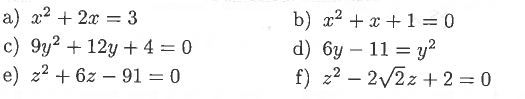 a) x² + 2x = 3 b) x² + x + 1 = 0
c) 9y² + 12y + 4 = 0 d) 6y − 11 = y²
e) z² + 6z − 91 = 0 f) z² − 2√2 z + 2 = 0